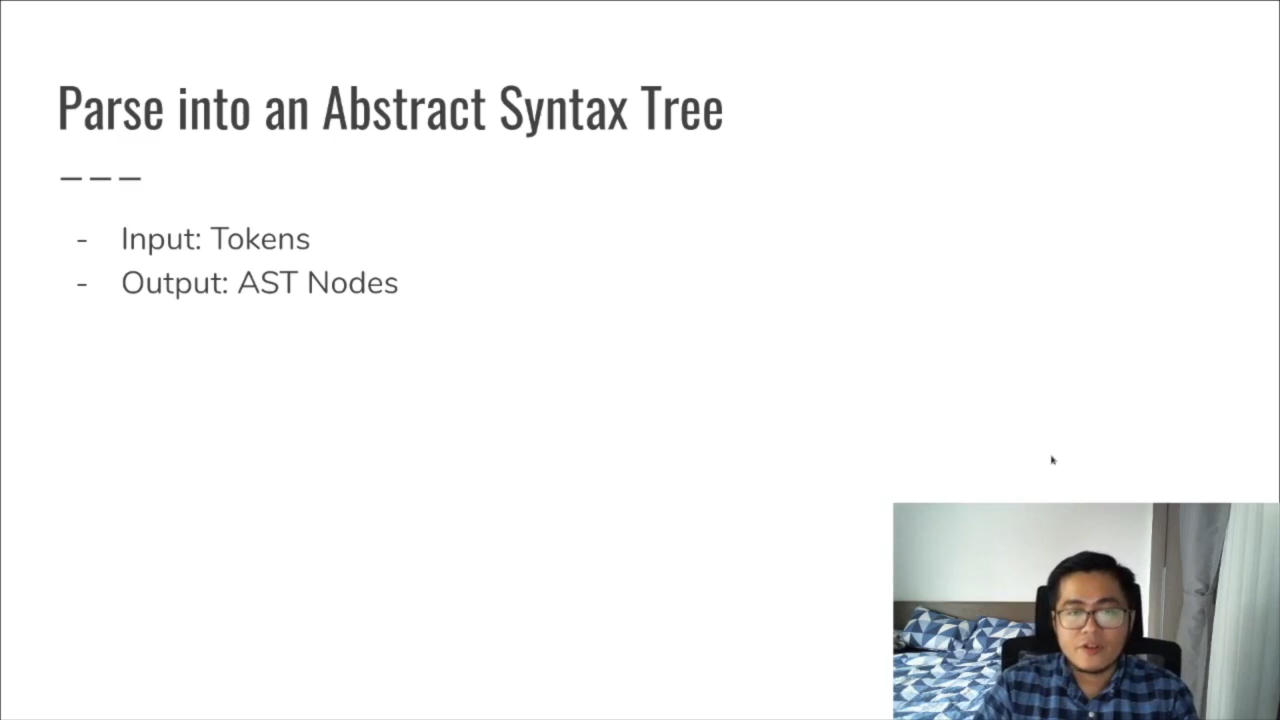 Parse into an Abstract Syntax Tree
- Input: Tokens
- Output: AST Nodes